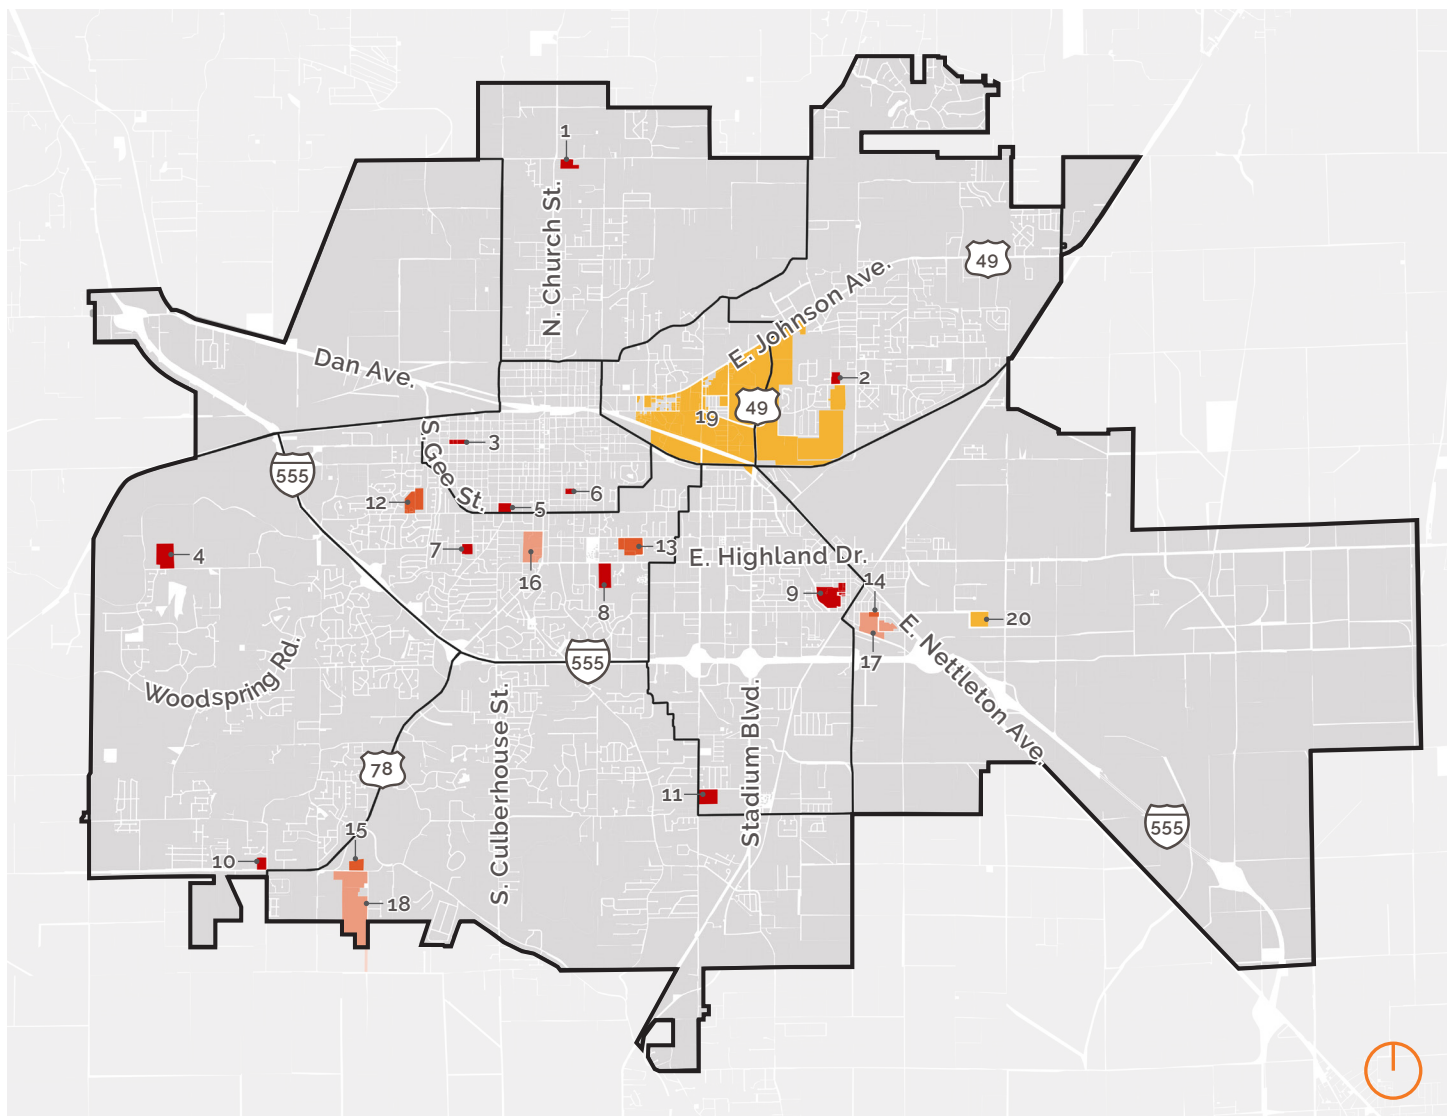 1
N. Church St.
49
E. Johnson Ave.
Dan Ave.
2
49
19
S. Gee St.
3
555
12
6
5
4
7
13
16
E. Highland Dr.
8
9
14
20
17
E. Nettleton Ave.
555
Woodspring Rd.
S. Culberhouse St.
Stadium Blvd.
78
11
555
15
10
18